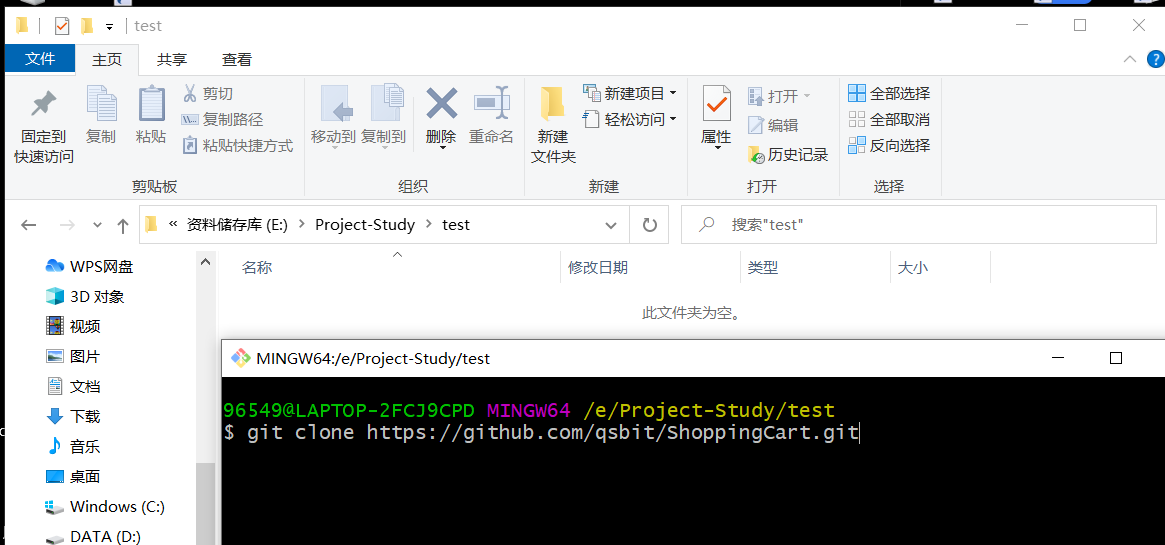 test
文件 主页 共享 查看
固定到
快速访问
复制
粘贴
剪切
复制路径
粘贴快捷方式
剪贴板
移动到
复制到
删除
重命名
组织
新建
文件夹
新建项目
轻松访问
新建
属性
打开
编辑
历史记录
打开
全部选择
全部取消
反向选择
选择
« 资料储存库 (E:) > Project-Study > test
搜索"test"
名称 修改日期 类型 大小
此文件夹为空。
WPS网盘
3D 对象
视频
图片
文档
下载
音乐
桌面
Windows (C:)
DATA (D:)
MINGW64:/e/Project-Study/test
96549@LAPTOP-2FCJ9CPD MINGW64 /e/Project-Study/test
$ git clone https://github.com/qsbit/ShoppingCart.git